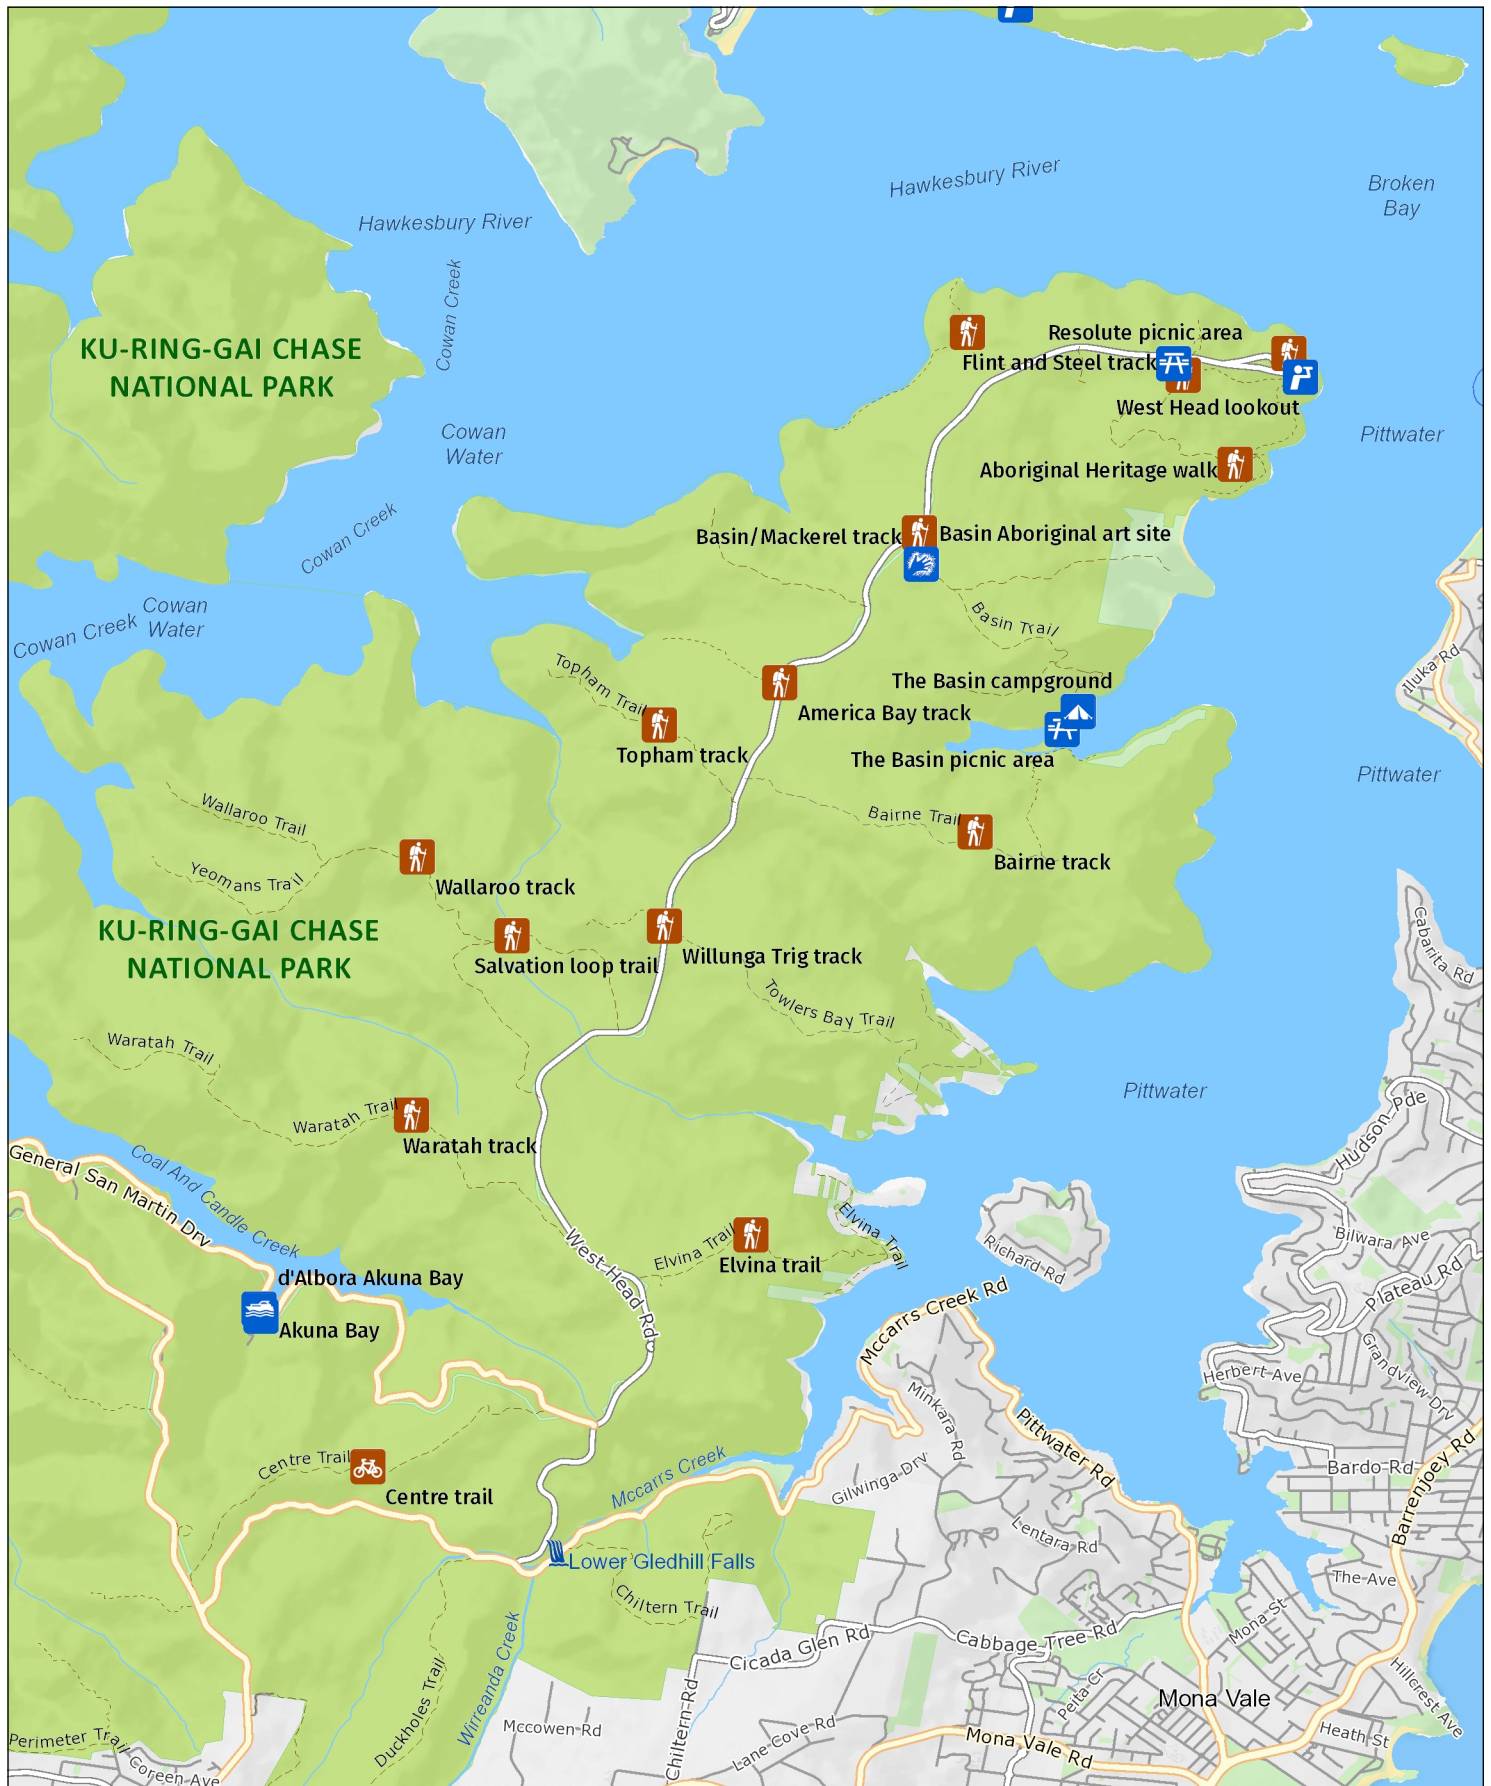 Hawkesbury River
Broken
Bay
Hawkesbury River
Cowan Creek
KU-RING-GAI CHASE
NATIONAL PARK
Resolute picnic area
Flint and Steel track
West Head lookout
Cowan
Water
Pittwater
Aboriginal Heritage walk
Cowan Creek
Basin/Mackerel track
Basin Aboriginal art site
Cowan
Water
Cowan Creek
Basin Trail
Iluka Rd
Topham Trail
The Basin campground
America Bay track
Topham track
The Basin picnic area
Pittwater
Wallaroo Trail
Bairne Trail
Bairne track
Yeomans Trail
Wallaroo track
KU-RING-GAI CHASE
NATIONAL PARK
Cabarita Rd
Salvation loop trail
Willunga Trig track
Towlers Bay Trail
Waratah Trail
Pittwater
Waratah Trail
Waratah track
Hudson Pde
General San Martin Drv
Coal And Candle Creek
Elvina Trail
Elvina Trail
Elvina trail
West Head Rd
Richard Rd
Bilwara Ave
Plateau Rd
d'Albora Akuna Bay
Akuna Bay
Mccarrs Creek Rd
Grandview Drv
Herbert Ave
Minkara Rd
Pittwater Rd
Centre Trail
Centre trail
Mccarrs Creek
Gilwinga Drv
Bardo Rd
Barrenjoey Rd
Lentara Rd
Lower Gledhill Falls
The Ave
Chiltern Trail
Mona St
Cicada Glen Rd
Cabbage Tree Rd
Wirreanda Creek
Duckholes Trail
Peita Cr
Mona Vale
Hillcrest Ave
Mccowen Rd
Chiltern Rd
Lane Cove Rd
Mona Vale Rd
Heath St
Perimeter Trail
Coreen Ave